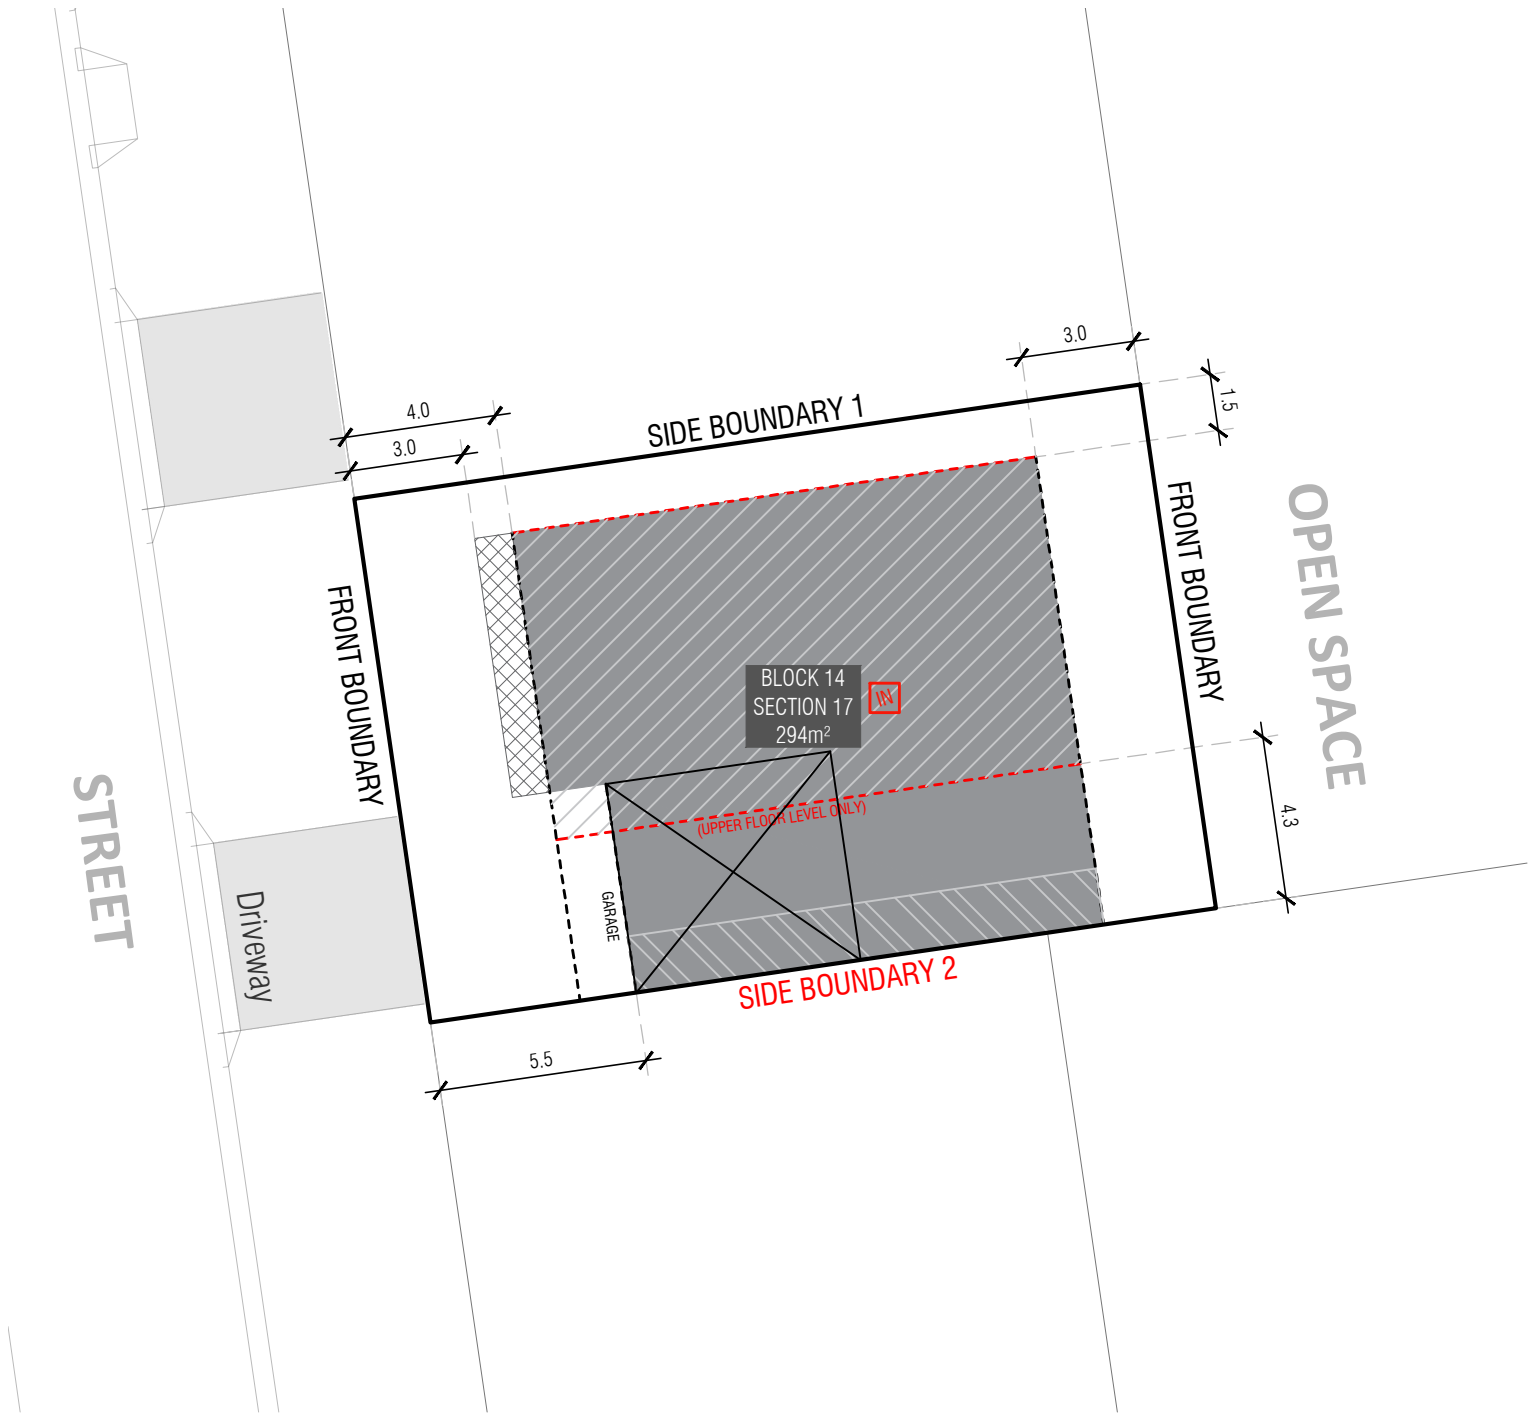 3.0
1.5
4.0
3.0
SIDE BOUNDARY 1
FRONT BOUNDARY
OPEN SPACE
FRONT BOUNDARY
BLOCK 14
SECTION 17
294m²
IN
STREET
(UPPER FLOOR LEVEL ONLY)
4.3
Driveway
GARAGE
SIDE BOUNDARY 2
5.5